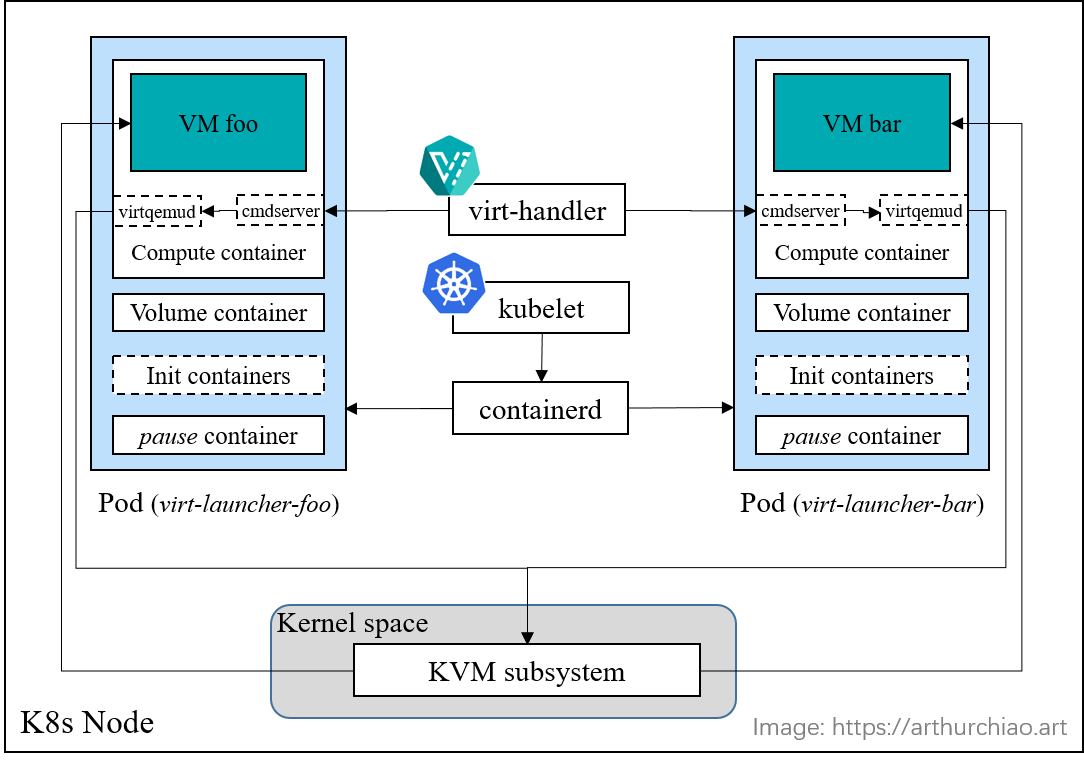 VM foo
virtqemud
cmdserver
Compute container
Volume container
Init containers
pause container
Pod (virt-launcher-foo)
virt-handler
kubelet
containerd
VM bar
cmdserver
virtqemud
Compute container
Volume container
Init containers
pause container
Pod (virt-launcher-bar)
Kernel space
KVM subsystem
K8s Node
Image: https://arthurchiao.art